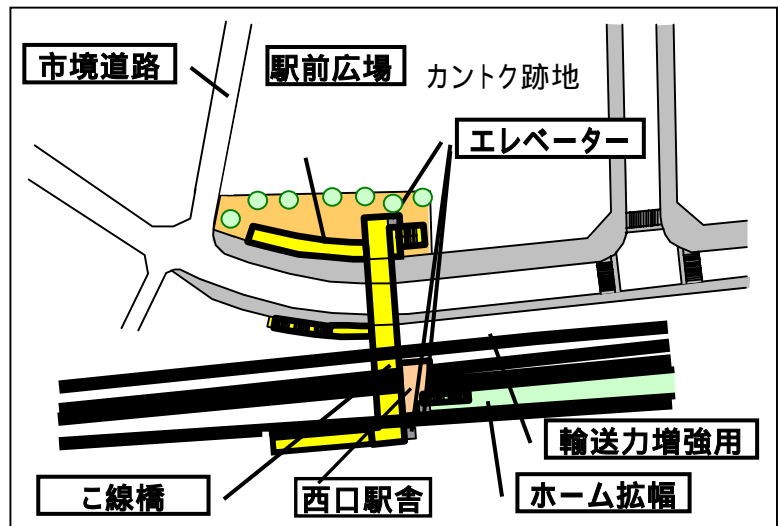 市境道路
駅前広場
カントク跡地
エレベーター
輸送力増強用
こ線橋
西口駅舎
ホーム拡幅